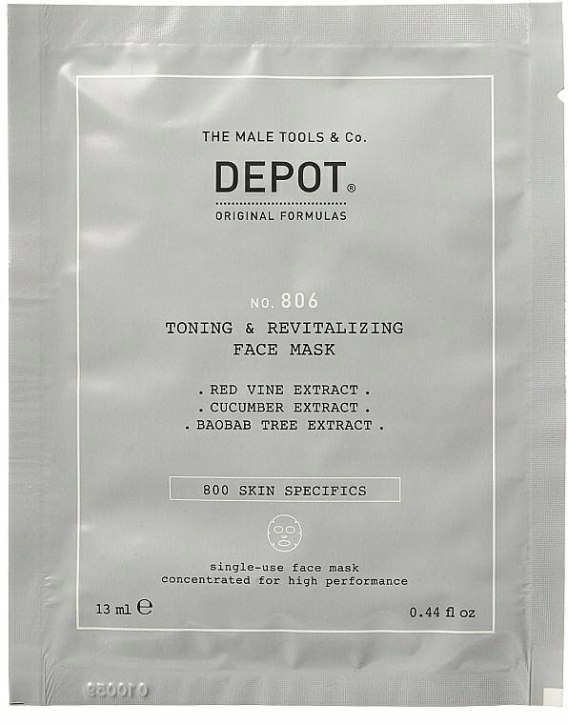 THE MALE TOOLS & Co.
DEPOT®
ORIGINAL FORMULAS
NO. 806
TONING & REVITALIZING
FACE MASK
. RED VINE EXTRACT .
. CUCUMBER EXTRACT .
. BAOBAB TREE EXTRACT .
800 SKIN SPECIFICS
single-use face mask
concentrated for high performance
13 ml ℮
0.44 fl oz